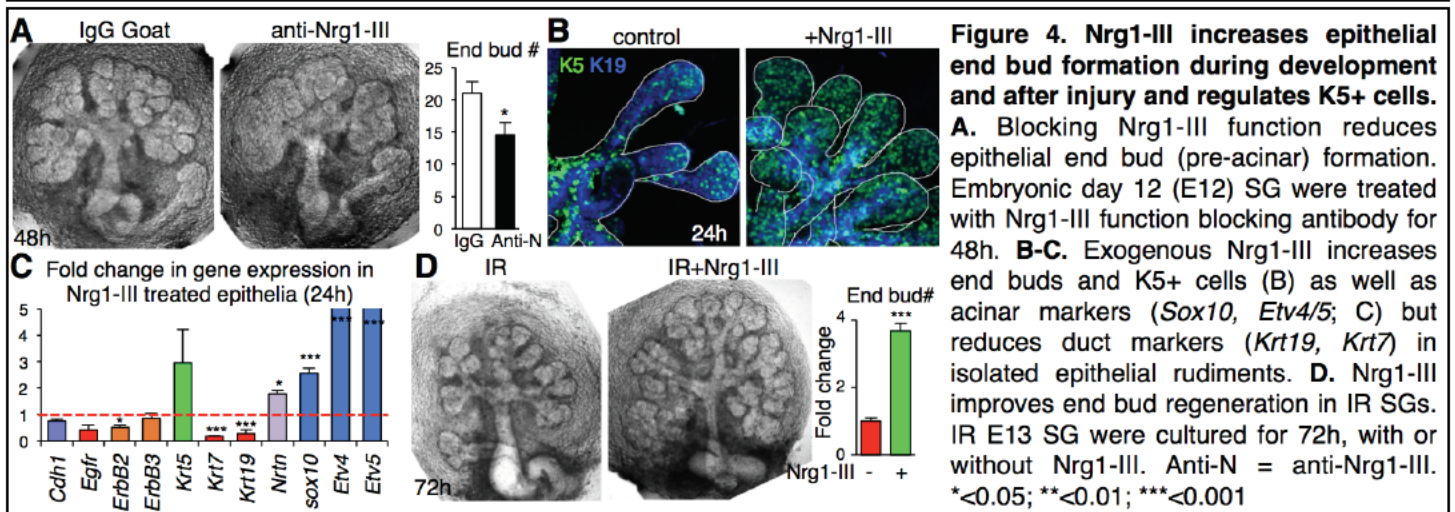 A
IgG Goat
anti-Nrg1-III
48h
End bud #
25
20
15
10
5
0
*
IgG Anti-N
B
control
+Nrg1-III
K5 K19
24h
C Fold change in gene expression in
Nrg1-III treated epithelia (24h)
5
4
3
2
1
0
*
***
***
*
***
***
***
Cdh1
Egfr
ErbB2
ErbB3
Krt5
Krt7
Krt19
Nrtn
sox10
Etv4
Etv5
D
IR
IR+Nrg1-III
72h
End bud#
Fold change
4
2
0
***
Nrg1-III - +
Figure 4. Nrg1-III increases epithelial
end bud formation during development
and after injury and regulates K5+ cells.
A. Blocking Nrg1-III function reduces
epithelial end bud (pre-acinar) formation.
Embryonic day 12 (E12) SG were treated
with Nrg1-III function blocking antibody for
48h. B-C. Exogenous Nrg1-III increases
end buds and K5+ cells (B) as well as
acinar markers (Sox10, Etv4/5; C) but
reduces duct markers (Krt19, Krt7) in
isolated epithelial rudiments. D. Nrg1-III
improves end bud regeneration in IR SGs.
IR E13 SG were cultured for 72h, with or
without Nrg1-III. Anti-N = anti-Nrg1-III.
*<0.05; **<0.01; ***<0.001